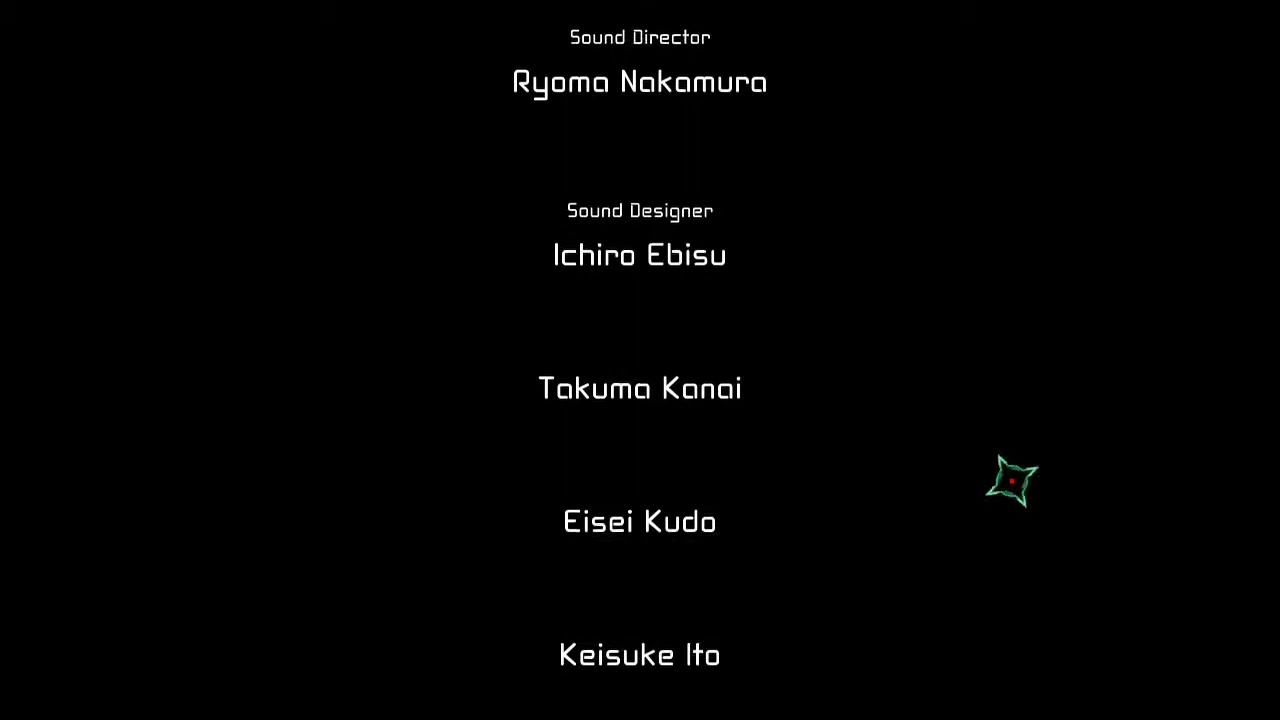 Sound Director
Ryoma Nakamura
Sound Designer
Ichiro Ebisu
Takuma Kanai
Eisei Kudo
Keisuke Ito